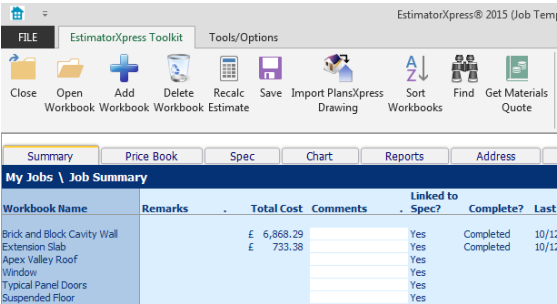 EstimatorXpress® 2015 (Job Temp
FILE EstimatorXpress Toolkit Tools/Options
Close Open Workbook Add Workbook Delete Workbook Recalc Estimate Save Import PlansXpress Drawing Sort Workbooks Find Get Materials Quote
Summary Price Book Spec Chart Reports Address
My Jobs \ Job Summary
Workbook Name Remarks . Total Cost Comments . Linked to Spec? Complete? Last
Brick and Block Cavity Wall £ 6,868.29 Yes Completed 10/12
Extension Slab £ 733.38 Yes Completed 10/12
Apex Valley Roof Yes
Window Yes
Typical Panel Doors Yes
Suspended Floor Yes